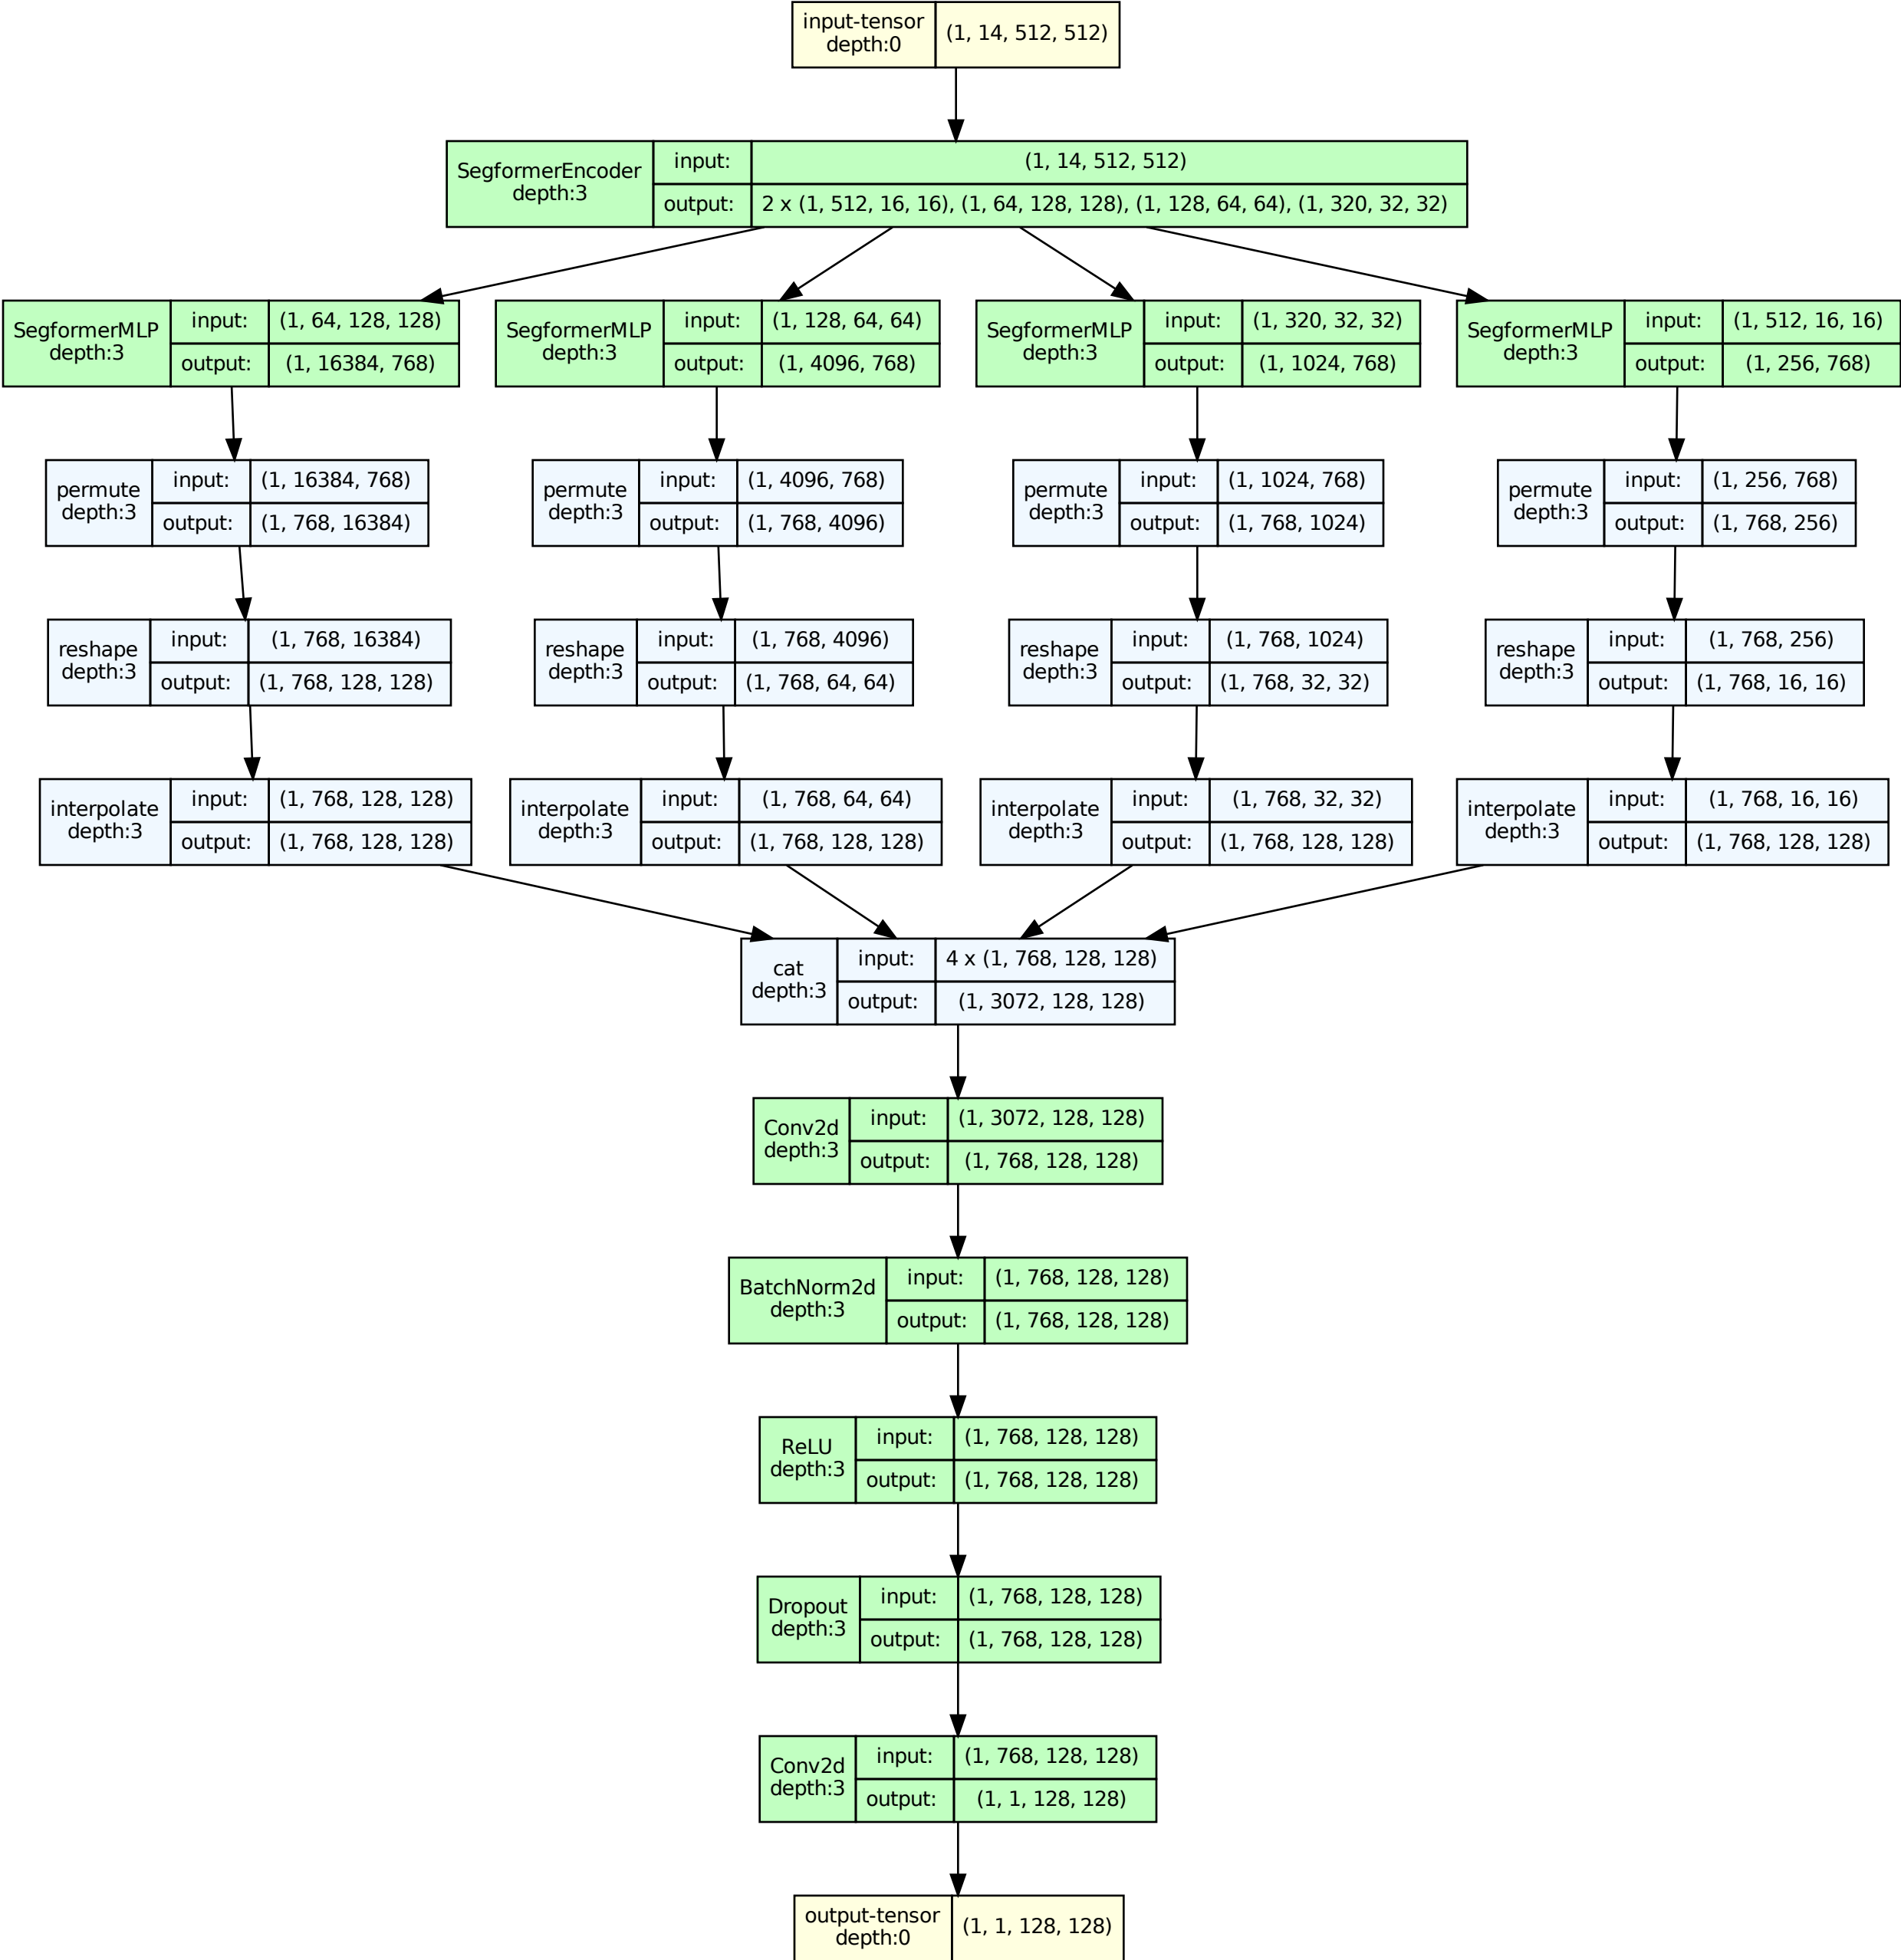 input-tensor
depth:0
(1, 14, 512, 512)
SegformerEncoder
depth:3
input:
(1, 14, 512, 512)
output:
2 x (1, 512, 16, 16), (1, 64, 128, 128), (1, 128, 64, 64), (1, 320, 32, 32)
SegformerMLP
depth:3
input:
(1, 64, 128, 128)
output:
(1, 16384, 768)
SegformerMLP
depth:3
input:
(1, 128, 64, 64)
output:
(1, 4096, 768)
SegformerMLP
depth:3
input:
(1, 320, 32, 32)
output:
(1, 1024, 768)
SegformerMLP
depth:3
input:
(1, 512, 16, 16)
output:
(1, 256, 768)
permute
depth:3
input:
(1, 16384, 768)
output:
(1, 768, 16384)
permute
depth:3
input:
(1, 4096, 768)
output:
(1, 768, 4096)
permute
depth:3
input:
(1, 1024, 768)
output:
(1, 768, 1024)
permute
depth:3
input:
(1, 256, 768)
output:
(1, 768, 256)
reshape
depth:3
input:
(1, 768, 16384)
output:
(1, 768, 128, 128)
reshape
depth:3
input:
(1, 768, 4096)
output:
(1, 768, 64, 64)
reshape
depth:3
input:
(1, 768, 1024)
output:
(1, 768, 32, 32)
reshape
depth:3
input:
(1, 768, 256)
output:
(1, 768, 16, 16)
interpolate
depth:3
input:
(1, 768, 128, 128)
output:
(1, 768, 128, 128)
interpolate
depth:3
input:
(1, 768, 64, 64)
output:
(1, 768, 128, 128)
interpolate
depth:3
input:
(1, 768, 32, 32)
output:
(1, 768, 128, 128)
interpolate
depth:3
input:
(1, 768, 16, 16)
output:
(1, 768, 128, 128)
cat
depth:3
input:
4 x (1, 768, 128, 128)
output:
(1, 3072, 128, 128)
Conv2d
depth:3
input:
(1, 3072, 128, 128)
output:
(1, 768, 128, 128)
BatchNorm2d
depth:3
input:
(1, 768, 128, 128)
output:
(1, 768, 128, 128)
ReLU
depth:3
input:
(1, 768, 128, 128)
output:
(1, 768, 128, 128)
Dropout
depth:3
input:
(1, 768, 128, 128)
output:
(1, 768, 128, 128)
Conv2d
depth:3
input:
(1, 768, 128, 128)
output:
(1, 1, 128, 128)
output-tensor
depth:0
(1, 1, 128, 128)